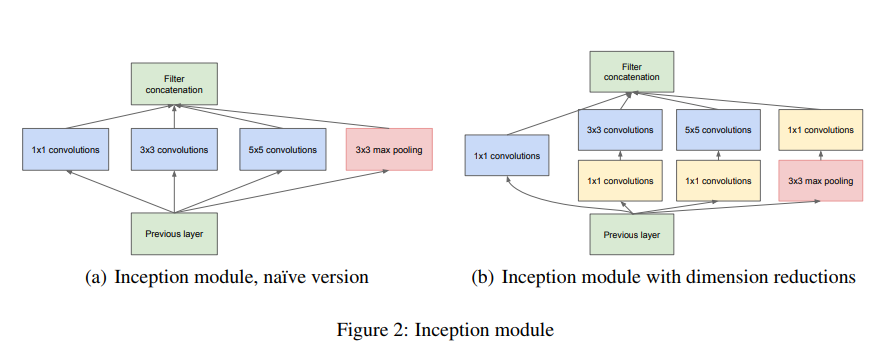 Filter
concatenation
1x1 convolutions
3x3 convolutions
5x5 convolutions
3x3 max pooling
Previous layer
(a) Inception module, naïve version
Filter
concatenation
3x3 convolutions
5x5 convolutions
1x1 convolutions
1x1 convolutions
1x1 convolutions
1x1 convolutions
3x3 max pooling
Previous layer
(b) Inception module with dimension reductions
Figure 2: Inception module